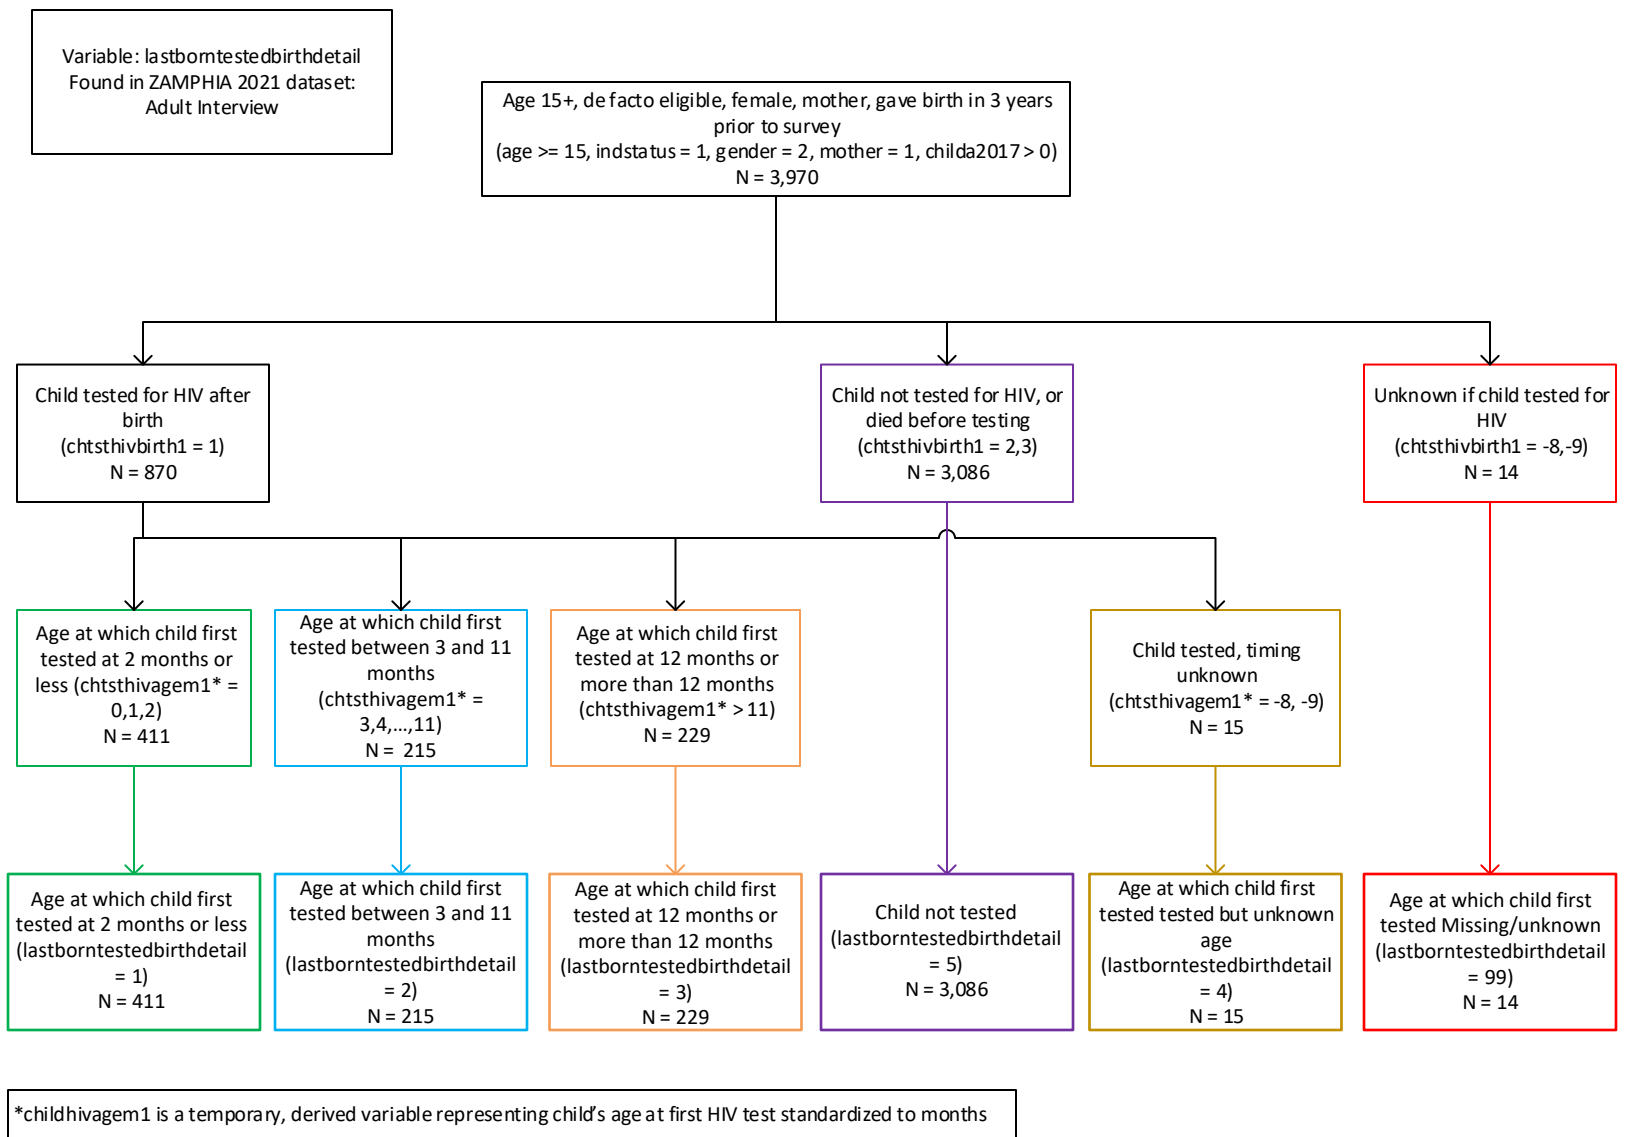 Variable: lastborntestedbirthdetail
Found in ZAMPHIA 2021 dataset:
Adult Interview
Age 15+, de facto eligible, female, mother, gave birth in 3 years
prior to survey
(age >= 15, indstatus = 1, gender = 2, mother = 1, childa2017 > 0)
N = 3,970
Child tested for HIV after
birth
(chtsthivbirth1 = 1)
N = 870
Child not tested for HIV, or
died before testing
(chtsthivbirth1 = 2,3)
N = 3,086
Unknown if child tested for
HIV
(chtsthivbirth1 = -8,-9)
N = 14
Age at which child first
tested at 2 months or
less (chtsthivagem1* =
0,1,2)
N = 411
Age at which child first
tested between 3 and 11
months
(chtsthivagem1* =
3,4,…,11)
N = 215
Age at which child first
tested at 12 months or
more than 12 months
(chtsthivagem1* > 11)
N = 229
Child tested, timing
unknown
(chtsthivagem1* = -8, -9)
N = 15
Age at which child first
tested at 2 months or less
(lastborntestedbirthdetail
= 1)
N = 411
Age at which child first
tested between 3 and 11
months
(lastborntestedbirthdetail
= 2)
N = 215
Age at which child first
tested at 12 months or
more than 12 months
(lastborntestedbirthdetail
= 3)
N = 229
Child not tested
(lastborntestedbirthdetail
= 5)
N = 3,086
Age at which child first
tested tested but unknown
age
(lastborntestedbirthdetail
= 4)
N = 15
Age at which child first
tested Missing/unknown
(lastborntestedbirthdetail
= 99)
N = 14
*childhivagem1 is a temporary, derived variable representing child's age at first HIV test standardized to months